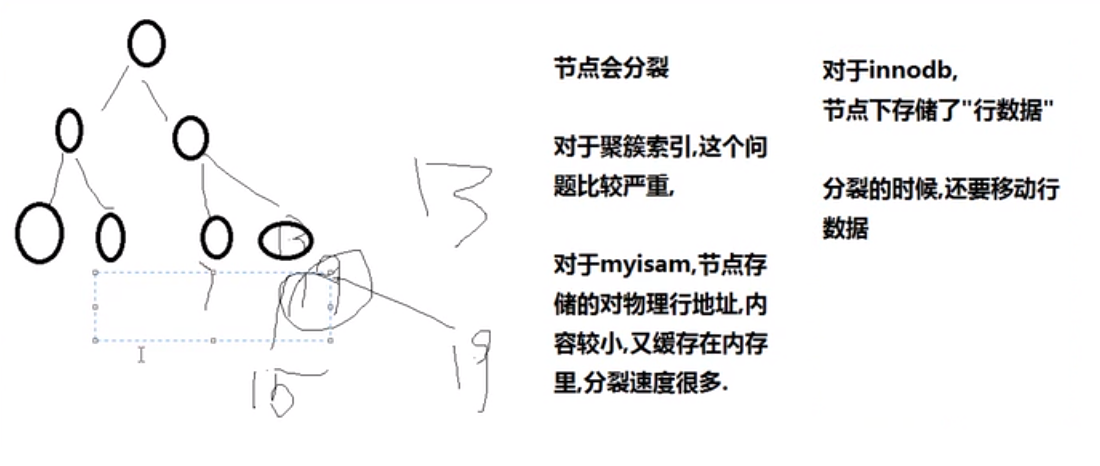 节点会分裂
对于聚簇索引,这个问
题比较严重,
对于myisam,节点存
储的对物理行地址,内
容较小,又缓存在内存
里,分裂速度很多.
对于innodb,
节点下存储了"行数据"
分裂的时候,还要移动行
数据
13
15
19